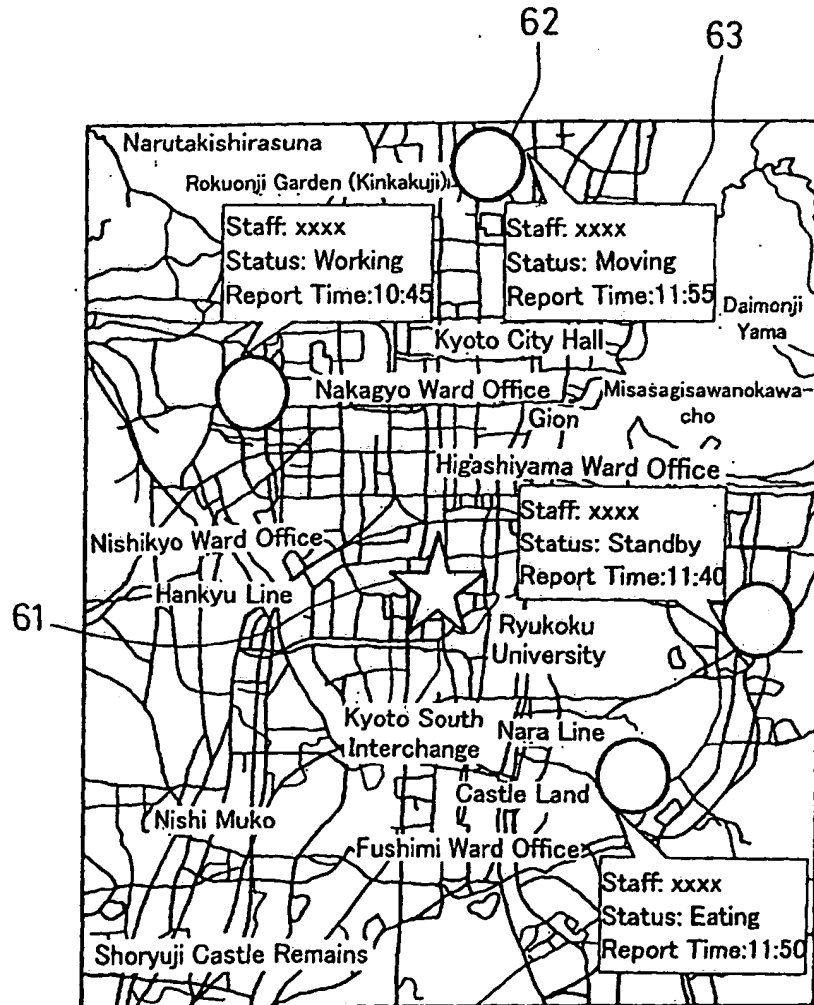 62
63
Narutakishirasuna
Rokuonji Garden (Kinkakuji)
Staff: xxxx
Status: Working
Report Time:10:45
Staff: xxxx
Status: Moving
Report Time:11:55
Daimonji
Yama
Kyoto City Hall
Nakagyo Ward Office
Misasagisawanokawa-
cho
Gion
Higashiyama Ward Office
Staff: xxxx
Status: Standby
Report Time:11:40
Nishikyo Ward Office
Hankyu Line
61
Ryukoku
University
Kyoto South
Interchange
Nara Line
Castle Land
Nishi Muko
Fushimi Ward Office
Staff: xxxx
Status: Eating
Report Time:11:50
Shoryuji Castle Remains